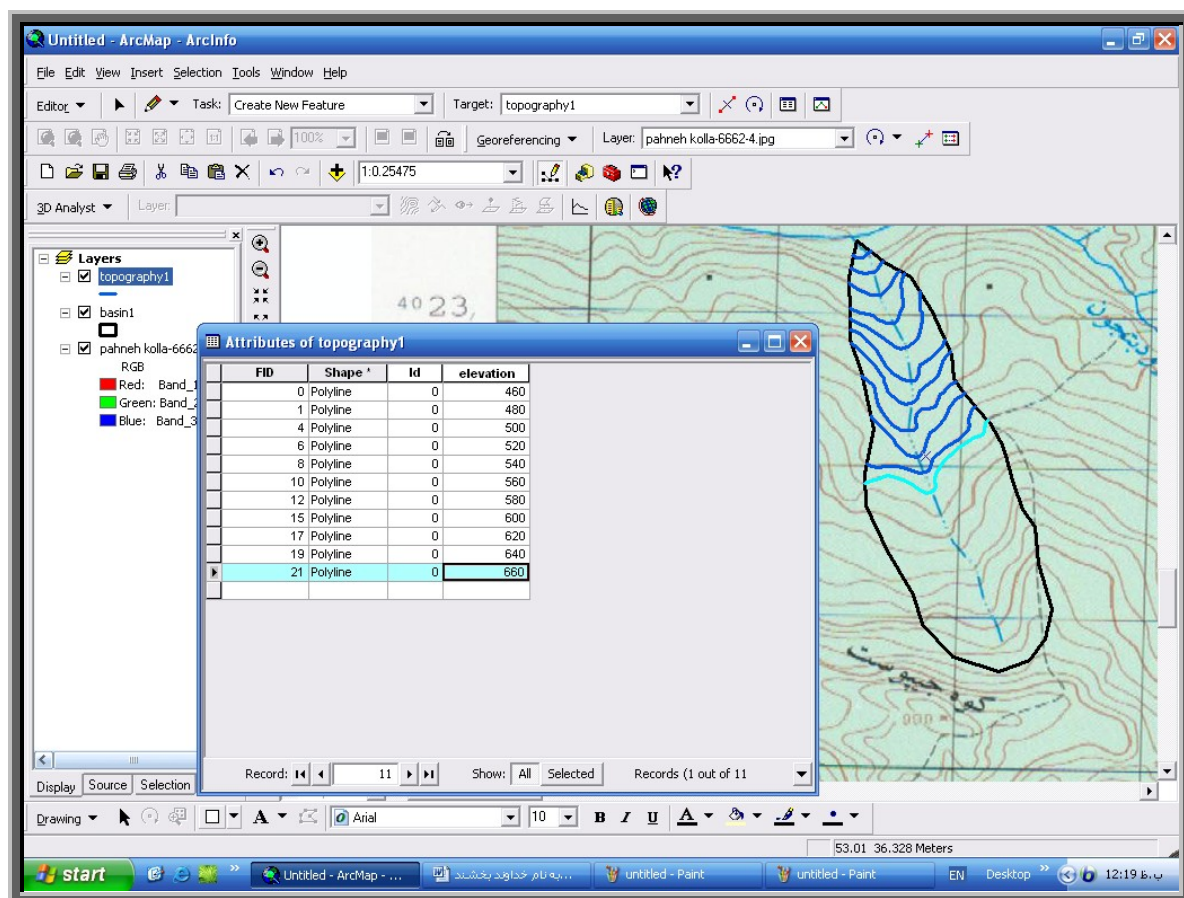 Untitled - ArcMap - ArcInfo
File Edit View Insert Selection Tools Window Help
Editor Task: Create New Feature Target: topography1
100% Georeferencing Layer: pahneh kolla-6662-4.jpg
1:0.25475
3D Analyst Layer:
Layers
topography1
basin1
pahneh kolla-6662
RGB
Red: Band_1
Green: Band_2
Blue: Band_3
4023,
Attributes of topography1
FID Shape * Id elevation
0 Polyline 0 460
1 Polyline 0 480
4 Polyline 0 500
6 Polyline 0 520
8 Polyline 0 540
10 Polyline 0 560
12 Polyline 0 580
15 Polyline 0 600
17 Polyline 0 620
19 Polyline 0 640
21 Polyline 0 660
Record: 11 Show: All Selected Records (1 out of 11
کوه چپوست
900
Display Source Selection
Drawing A Arial 10 B I U A
53.01 36.328 Meters
start Untitled - ArcMap - ... به نام خداوند بخشند... untitled - Paint untitled - Paint EN Desktop 12:19 ب.ظ